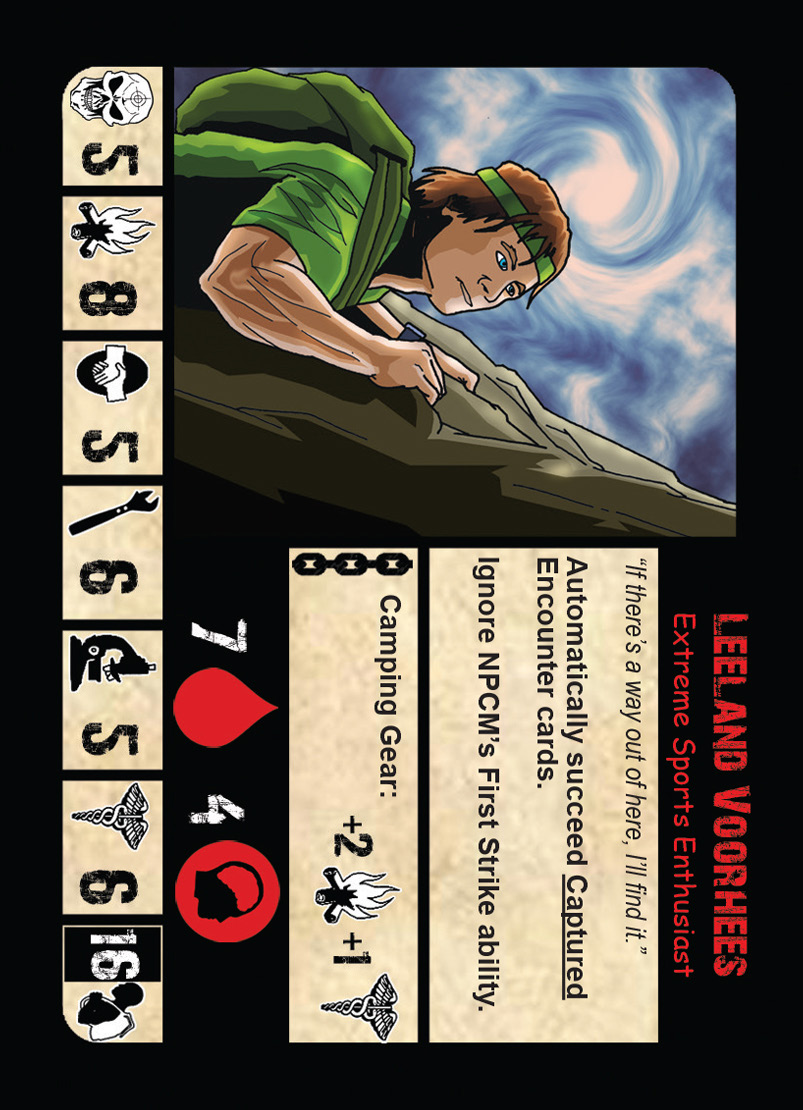 LEELAND VOORHEES
Extreme Sports Enthusiast
"If there's a way out of here, I'll find it."
Automatically succeed Captured
Encounter cards.
Ignore NPCM's First Strike ability.
Camping Gear: +2 +1
7 4
5 8 5 6 5 6 16